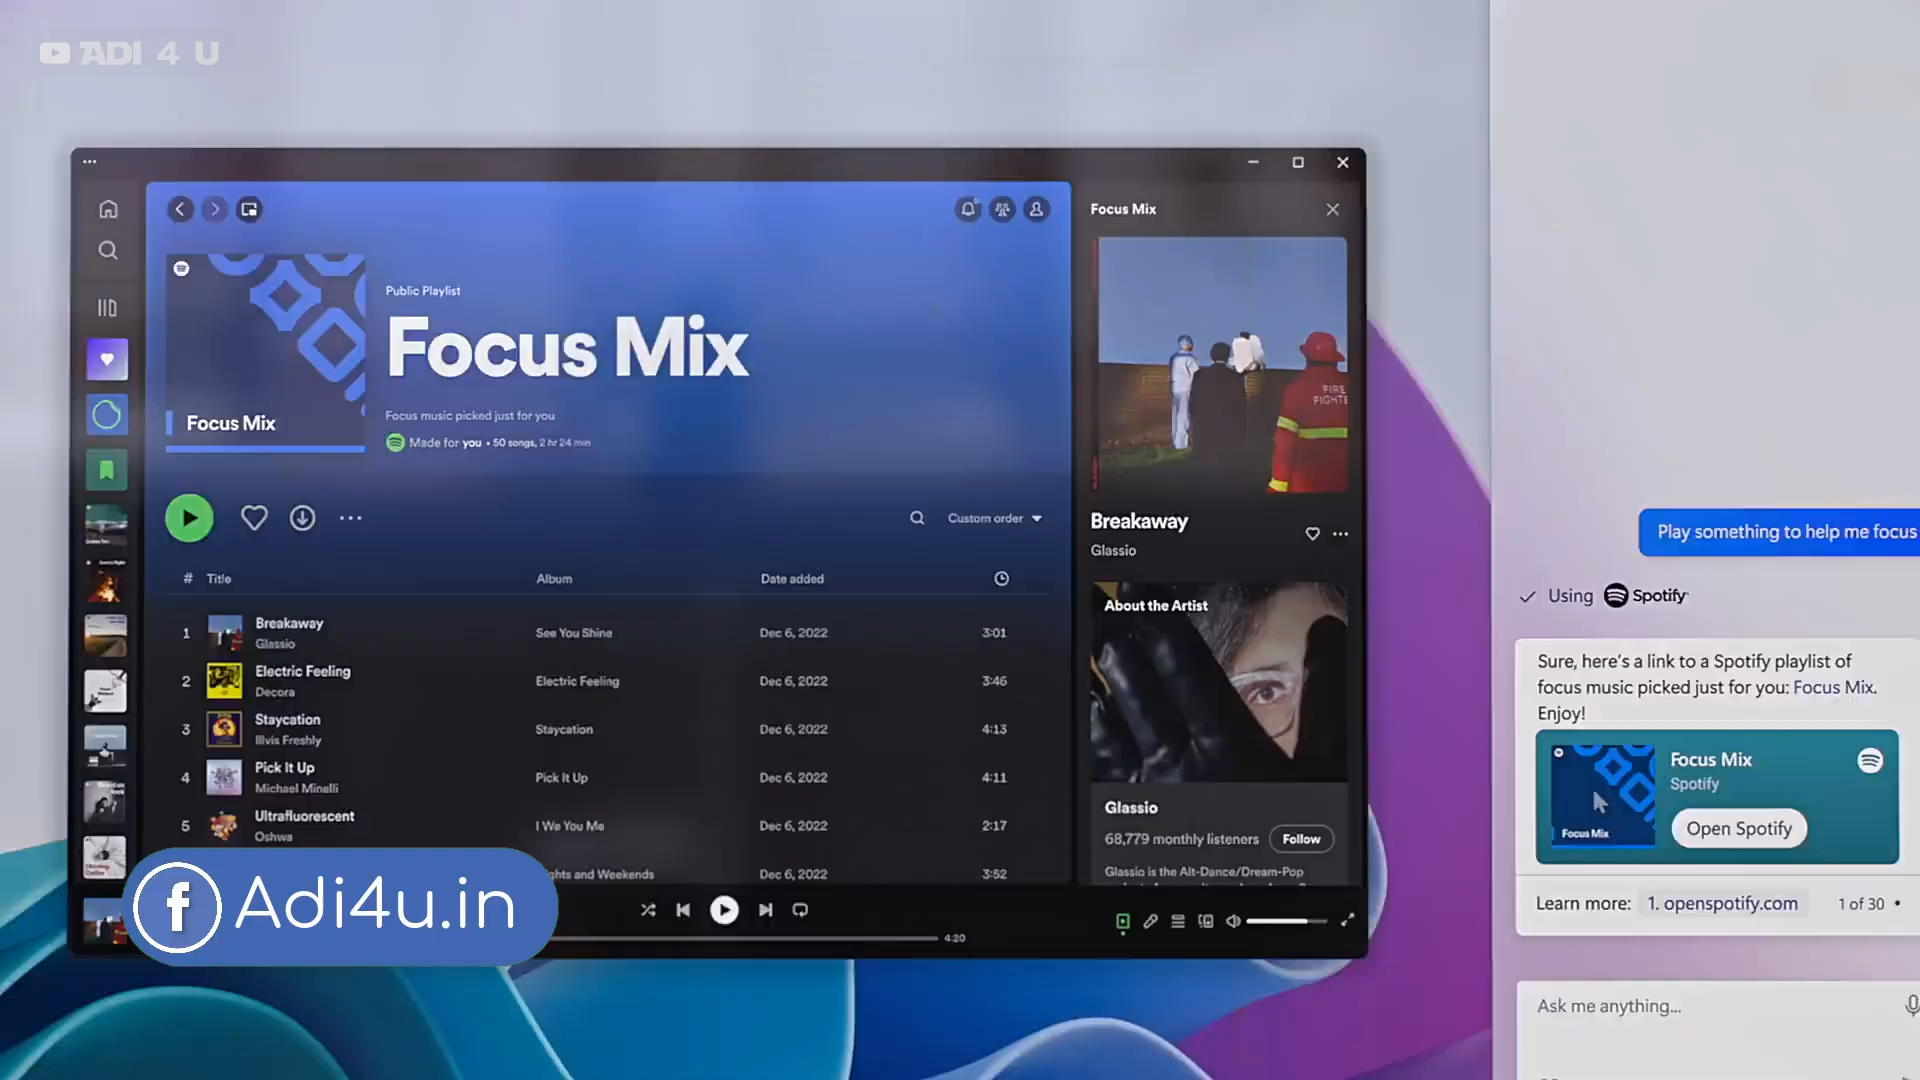 ADI 4 U
Focus Mix
Public Playlist
Focus Mix
Focus Mix
Focus music picked just for you
Made for you • 50 songs, 2 hr 24 min
FIRE
Custom order
# Title Album Date added
1 Breakaway See You Shine Dec 6, 2022 3:01
Glassio
2 Electric Feeling Electric Feeling Dec 6, 2022 3:46
Decora
3 Staycation Staycation Dec 6, 2022 4:13
Illvis Freshly
4 Pick It Up Pick It Up Dec 6, 2022 4:11
Michael Minelli
5 Ultrafluorescent I We You Me Dec 6, 2022 2:17
Oshwa
and Weekends Dec 6, 2022 3:52
4:20
Breakaway
Glassio
About the Artist
Glassio
68,779 monthly listeners Follow
Glassio is the Alt-Dance/Dream-Pop
Adi4u.in
Play something to help me focus
Using Spotify
Sure, here's a link to a Spotify playlist of
focus music picked just for you: Focus Mix.
Enjoy!
Focus Mix
Spotify
Focus Mix
Open Spotify
Learn more: 1. openspotify.com 1 of 30 •
Ask me anything...